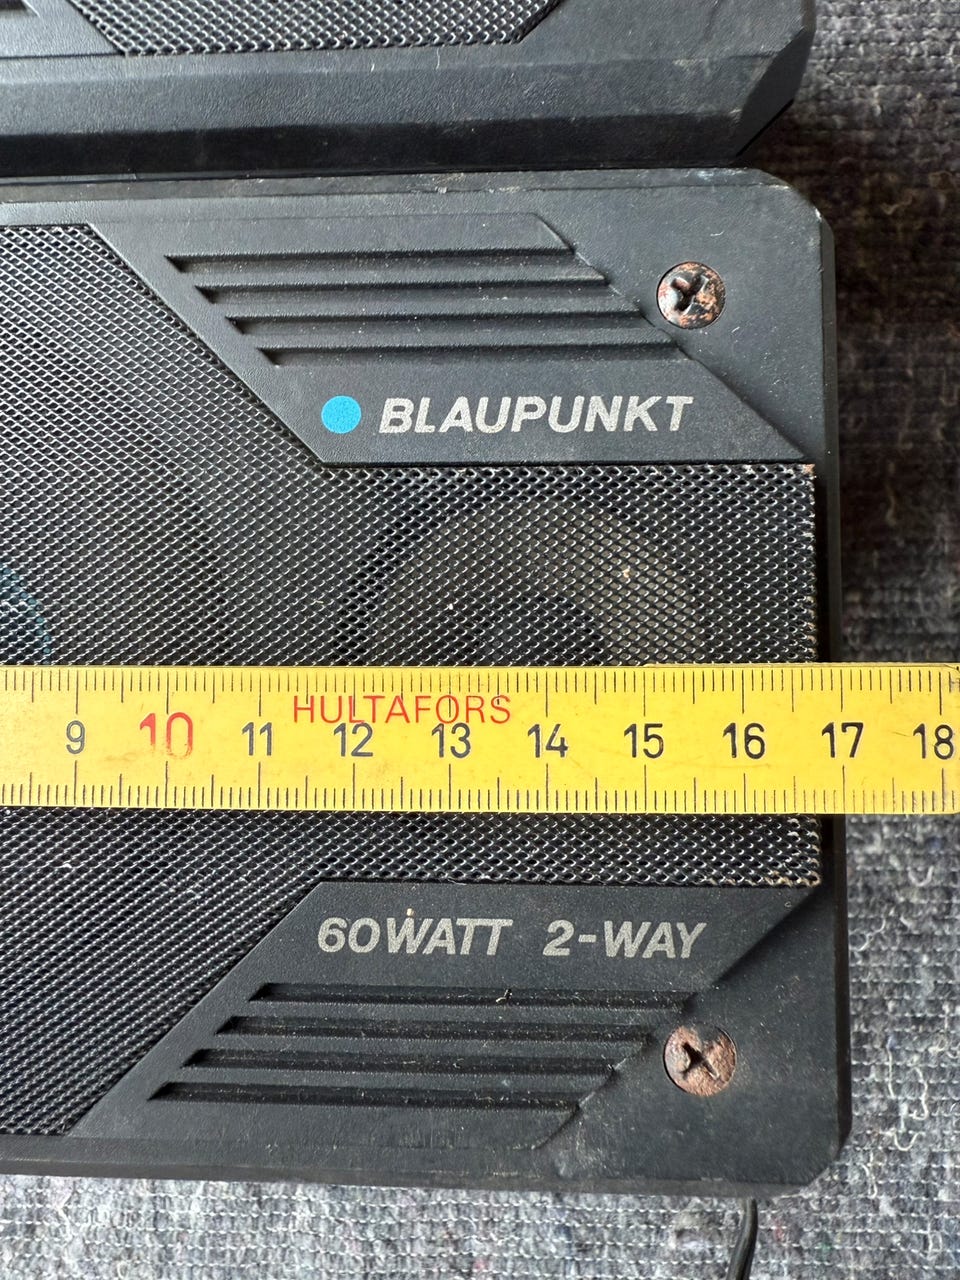 BLAUPUNKT
HULTAFORS
9 10 11 12 13 14 15 16 17 18
60WATT 2-WAY